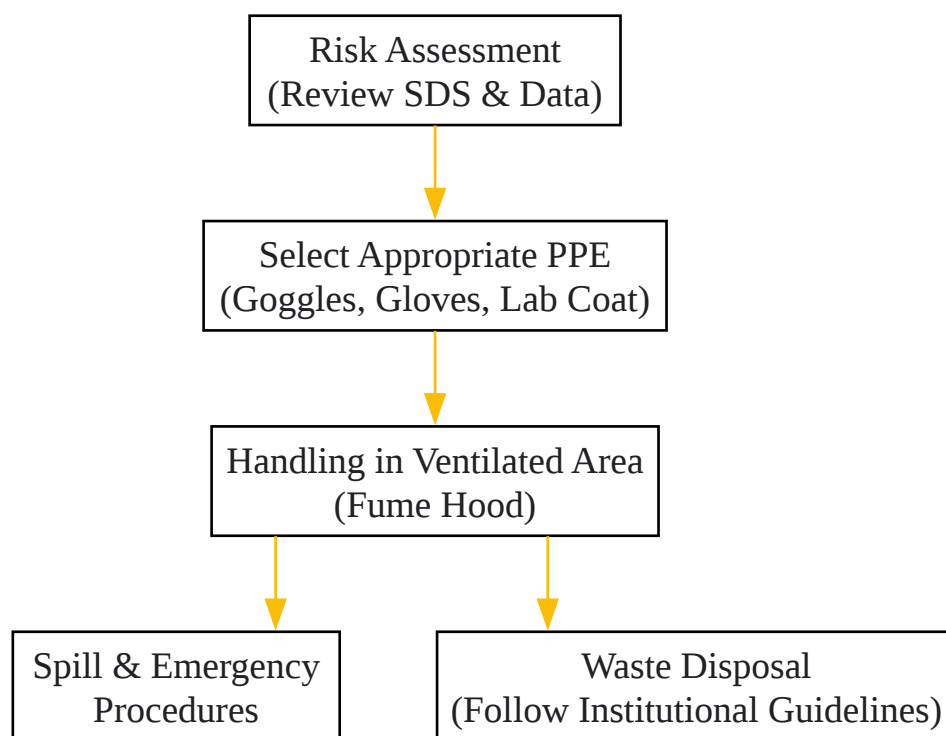 Risk Assessment
(Review SDS & Data)
Select Appropriate PPE
(Goggles, Gloves, Lab Coat)
Handling in Ventilated Area
(Fume Hood)
Spill & Emergency
Procedures
Waste Disposal
(Follow Institutional Guidelines)